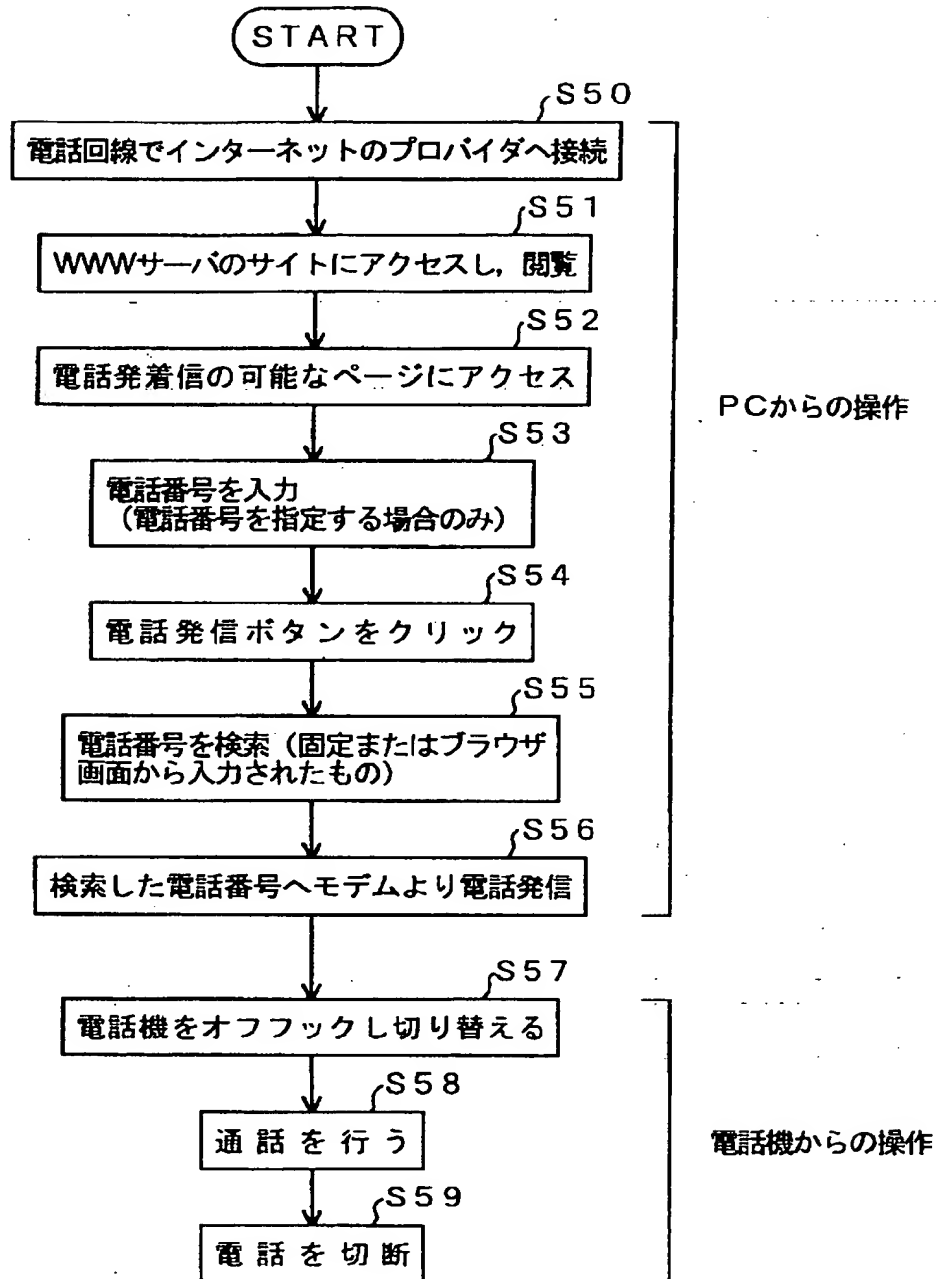 START
S50
電話回線でインターネットのプロバイダへ接続
S51
WWWサーバのサイトにアクセスし，閲覧
S52
電話発着信の可能なページにアクセス
PCからの操作
S53
電話番号を入力
（電話番号を指定する場合のみ）
S54
電話発信ボタンをクリック
S55
電話番号を検索（固定またはブラウザ
画面から入力されたもの）
S56
検索した電話番号へモデムより電話発信
S57
電話機をオフフックし切り替える
S58
通話を行う
電話機からの操作
S59
電話を切断